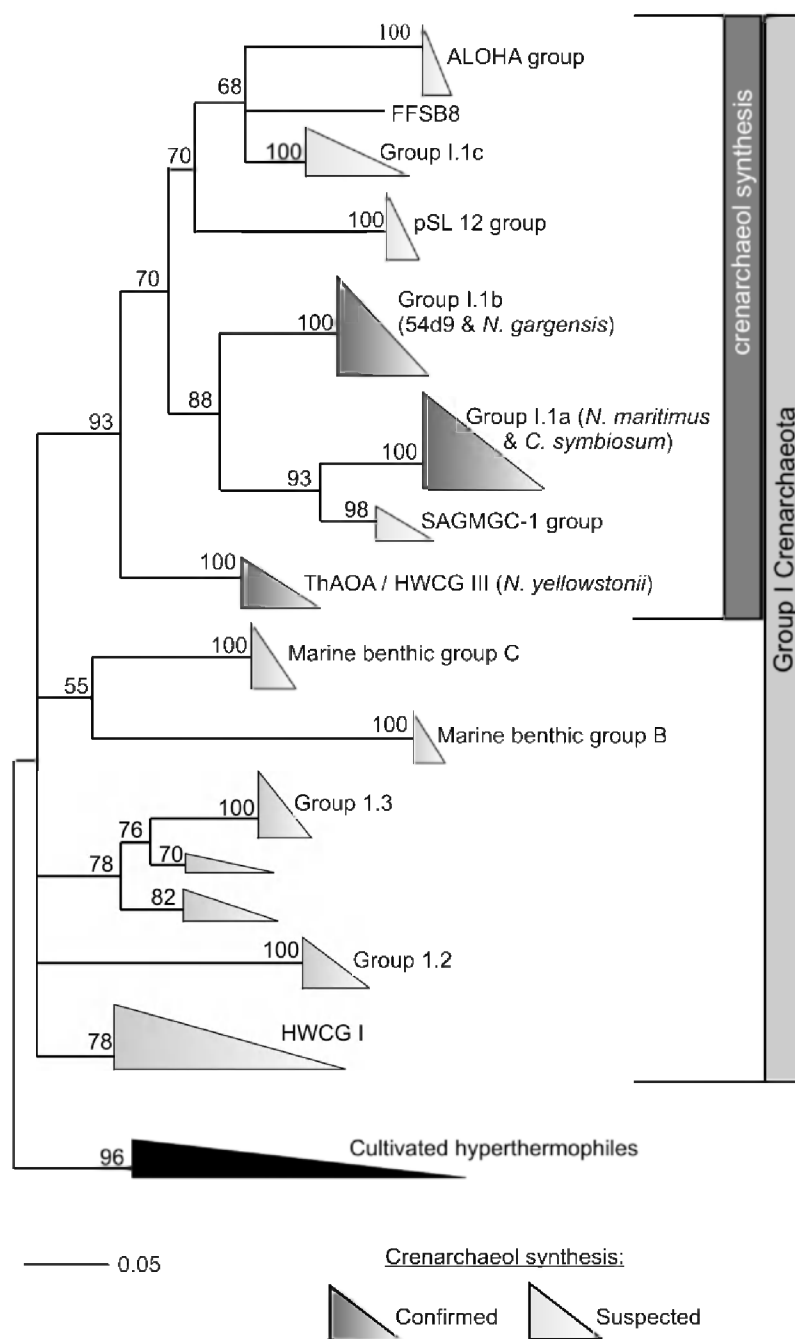 100
ALOHA group
68
FFSB8
100
Group I.1c
70
100
pSL 12 group
70
Group I.1b
100
(54d9 & N. gargensis)
88
93
Group I.1a (N. maritimus
& C. symbiosum)
100
93
98
SAGMGC-1 group
100
ThAOA / HWCG III (N. yellowstonii)
100
Marine benthic group C
55
100
Marine benthic group B
100
Group 1.3
76
70
78
82
100
Group 1.2
HWCG I
78
Cultivated hyperthermophiles
96
crenarchaeol synthesis
Group I Crenarchaeota
0.05
Crenarchaeol synthesis:
Confirmed
Suspected